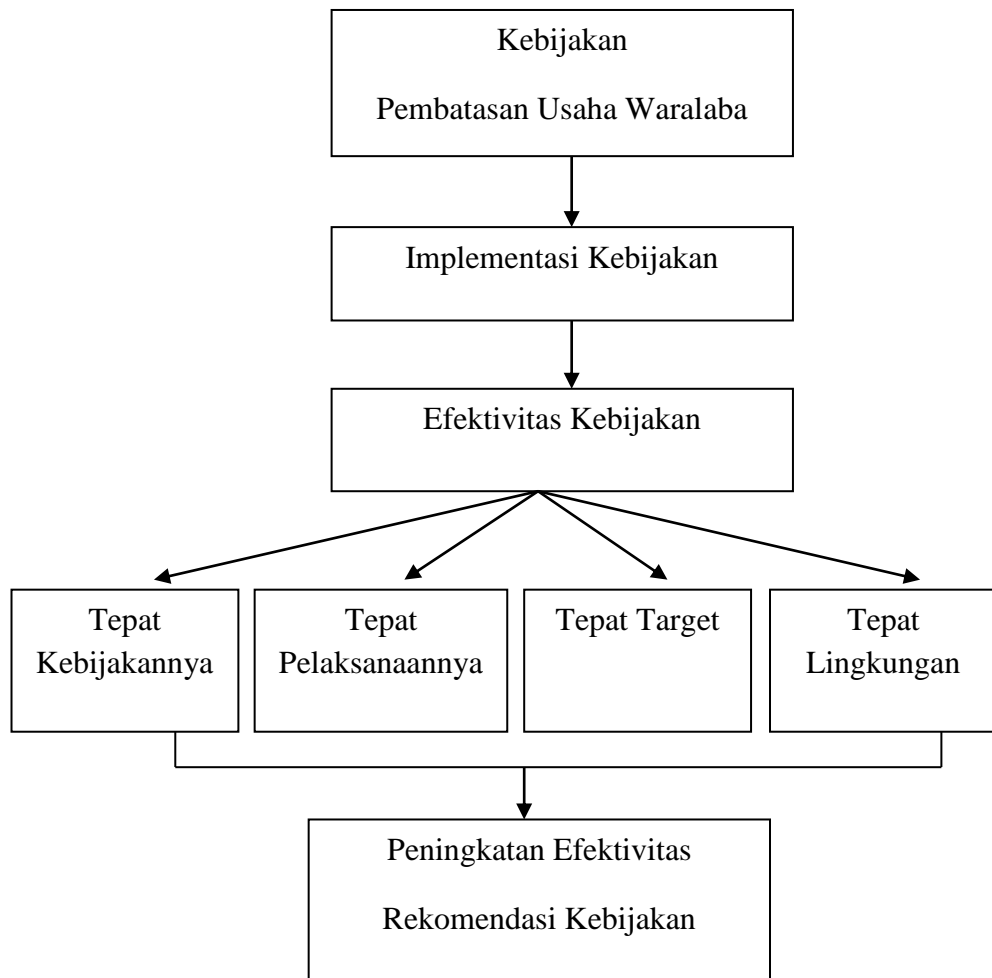 Kebijakan
Pembatasan Usaha Waralaba
Implementasi Kebijakan
Efektivitas Kebijakan
Tepat
Kebijakannya
Tepat
Pelaksanaannya
Tepat Target
Tepat
Lingkungan
Peningkatan Efektivitas
Rekomendasi Kebijakan